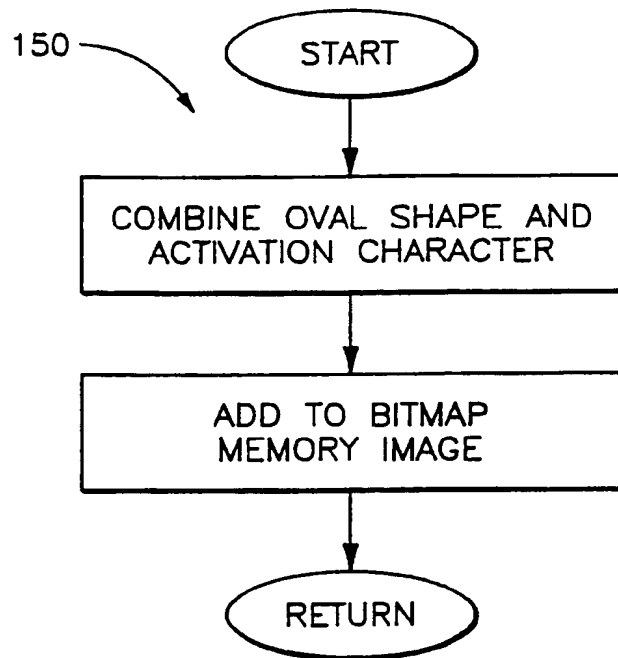 150
START
COMBINE OVAL SHAPE AND
ACTIVATION CHARACTER
ADD TO BITMAP
MEMORY IMAGE
RETURN